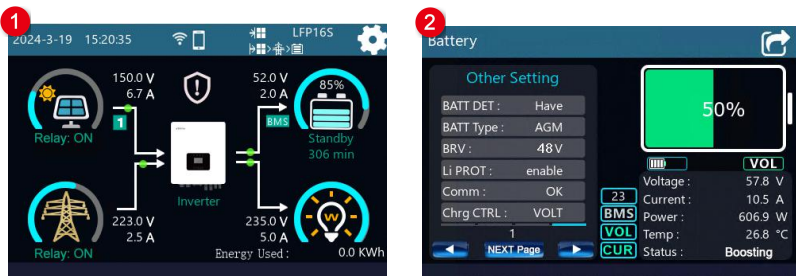 1
2024-3-19 15:20:35
LFP16S
150.0 V
6.7 A
1
Relay: ON
52.0 V
2.0 A
85%
BMS
Standby
306 min
Inverter
223.0 V
2.5 A
Relay: ON
235.0 V
5.0 A
W
Energy Used :
0.0 KWh
2
Battery
Other Setting
BATT DET : Have
BATT Type : AGM
BRV : 48V
Li PROT : enable
Comm : OK
Chrg CTRL : VOLT
1
NEXT Page
50%
VOL
23
BMS
VOL
CUR
Voltage : 57.8 V
Current : 10.5 A
Power : 606.9 W
Temp : 26.8 °C
Status : Boosting